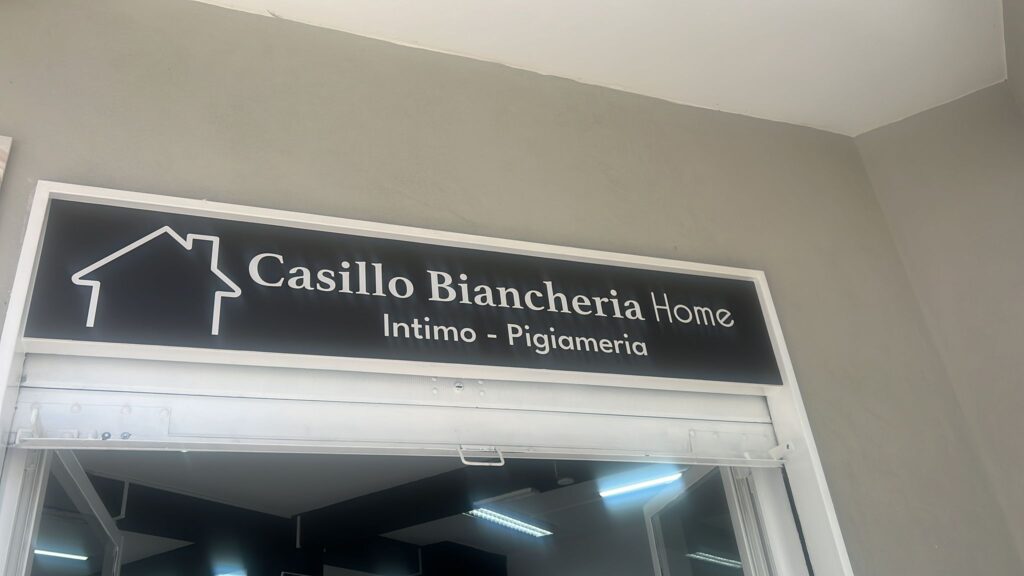 Casillo Biancheria Home
Intimo - Pigiameria